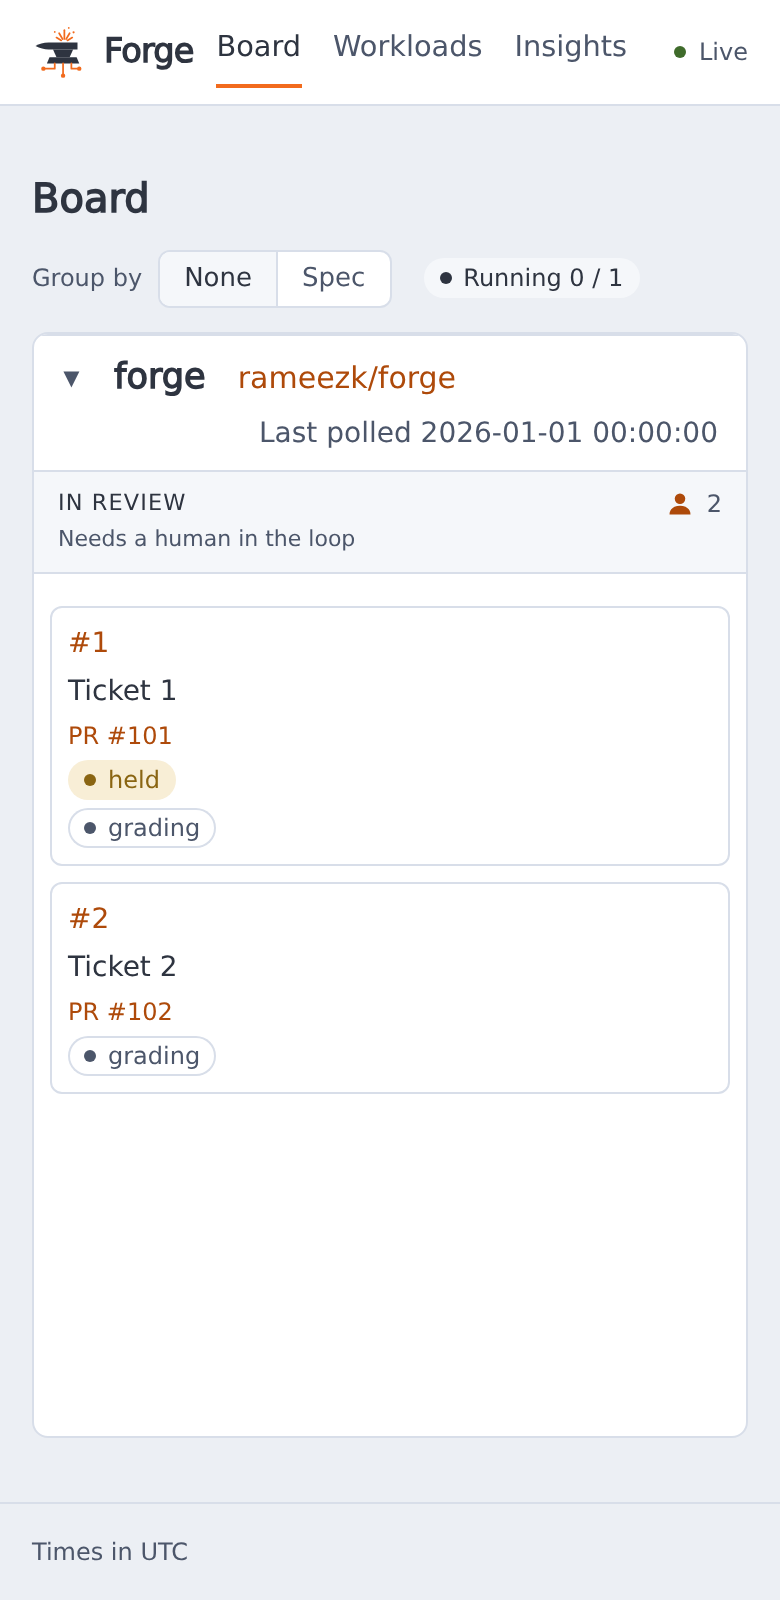 Forge Board Workloads Insights Live
Board
Group by None Spec Running 0 / 1
▼ forge rameezk/forge
Last polled 2026-01-01 00:00:00
IN REVIEW 2
Needs a human in the loop
#1
Ticket 1
PR #101
held
grading
#2
Ticket 2
PR #102
grading
Times in UTC